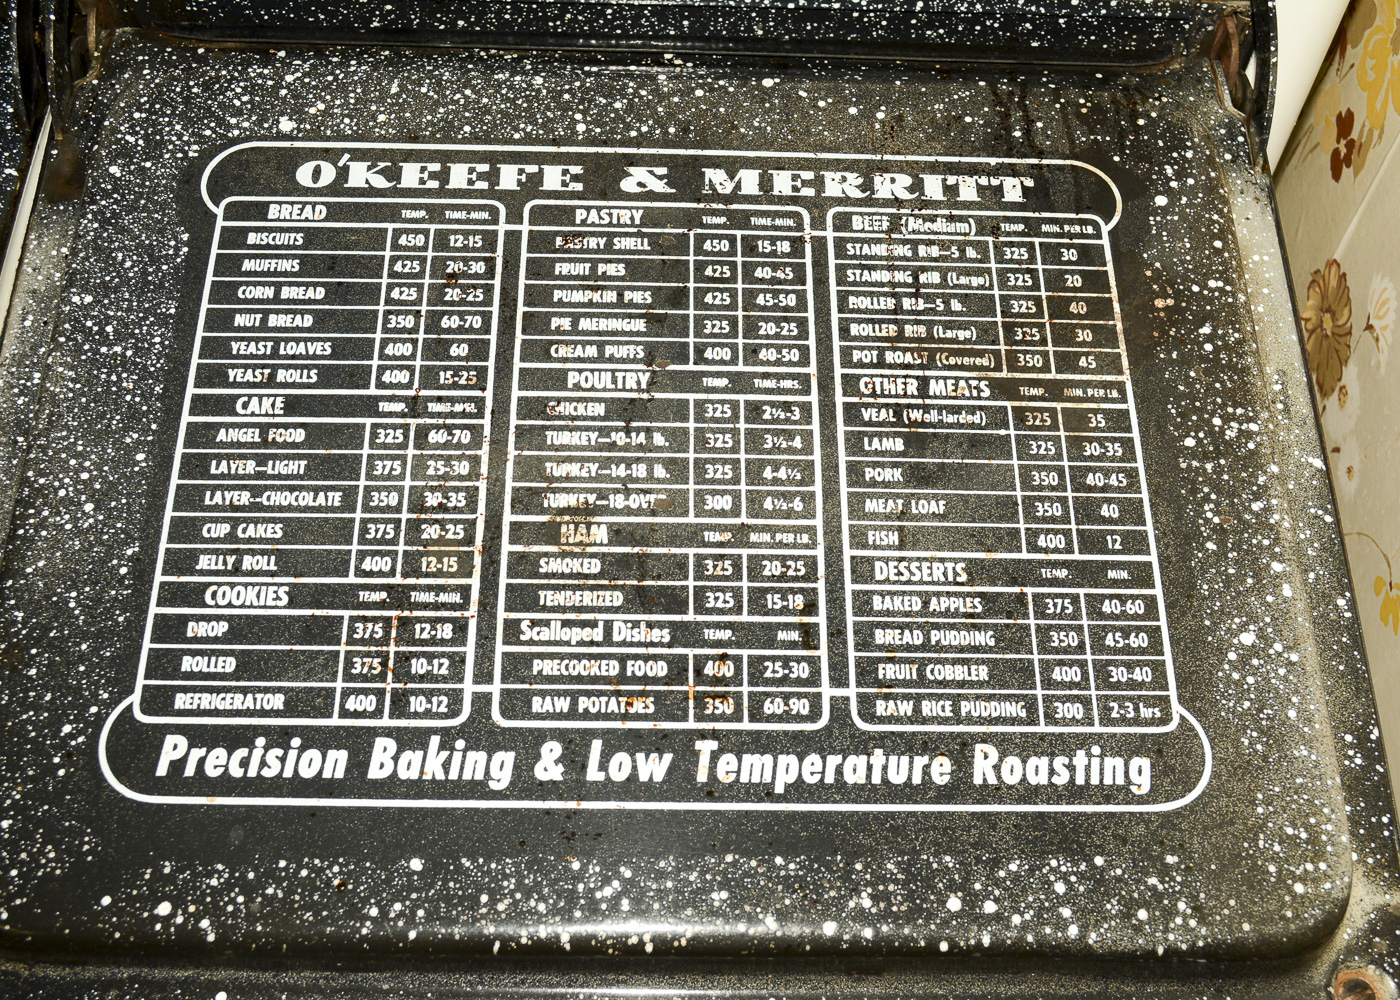 O'KEEFE & MERRITT
BREAD TEMP. TIME-MIN.
BISCUITS 450 12-15
MUFFINS 425 20-30
CORN BREAD 425 20-25
NUT BREAD 350 60-70
YEAST LOAVES 400 60
YEAST ROLLS 400 15-25
CAKE TEMP. TIME-MIN.
ANGEL FOOD 325 60-70
LAYER—LIGHT 375 25-30
LAYER—CHOCOLATE 350 30-35
CUP CAKES 375 20-25
JELLY ROLL 400 12-15
COOKIES TEMP. TIME-MIN.
DROP 375 12-18
ROLLED 375 10-12
REFRIGERATOR 400 10-12
PASTRY TEMP. TIME-MIN.
PASTRY SHELL 450 15-18
FRUIT PIES 425 40-45
PUMPKIN PIES 425 45-50
PIE MERINGUE 325 20-25
CREAM PUFFS 400 40-50
POULTRY TEMP. TIME-HRS.
CHICKEN 325 2½-3
TURKEY—10-14 lb. 325 3½-4
TURKEY—14-18 lb. 325 4-4½
TURKEY—18-OVER 300 4½-6
HAM TEMP. MIN. PER LB.
SMOKED 325 20-25
TENDERIZED 325 15-18
Scalloped Dishes TEMP. MIN.
PRECOOKED FOOD 400 25-30
RAW POTATOES 350 60-90
BEEF (Medium) TEMP. MIN. PER LB.
STANDING RIB—5 lb. 325 30
STANDING RIB (Large) 325 20
ROLLED RIB—5 lb. 325 40
ROLLED RIB (Large) 325 30
POT ROAST (Covered) 350 45
OTHER MEATS TEMP. MIN. PER LB.
VEAL (Well-larded) 325 35
LAMB 325 30-35
PORK 350 40-45
MEAT LOAF 350 40
FISH 400 12
DESSERTS TEMP. MIN.
BAKED APPLES 375 40-60
BREAD PUDDING 350 45-60
FRUIT COBBLER 400 30-40
RAW RICE PUDDING 300 2-3 hrs
Precision Baking & Low Temperature Roasting